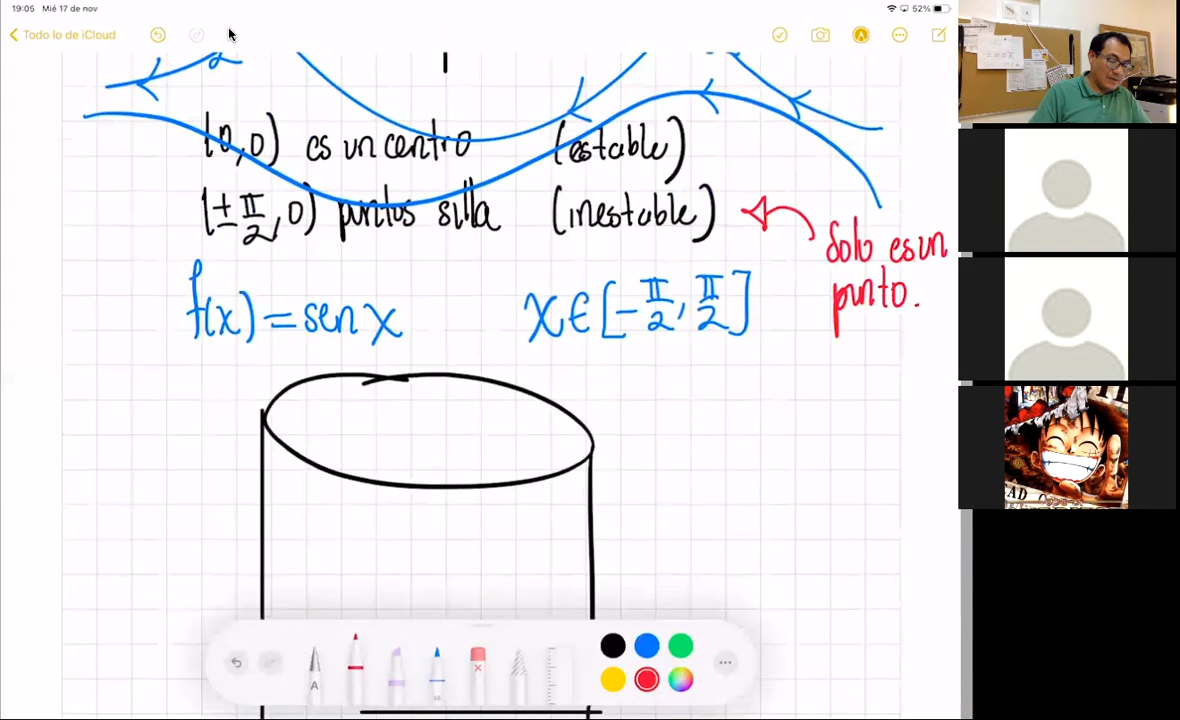 19:05 Mié 17 de nov
52%
Todo lo de iCloud
(0,0) es un centro (estable)
(± π/2, 0) puntos silla (inestable)
Solo es un
punto.
f(x) = sen x x ∈ [-π/2, π/2]
A
AD